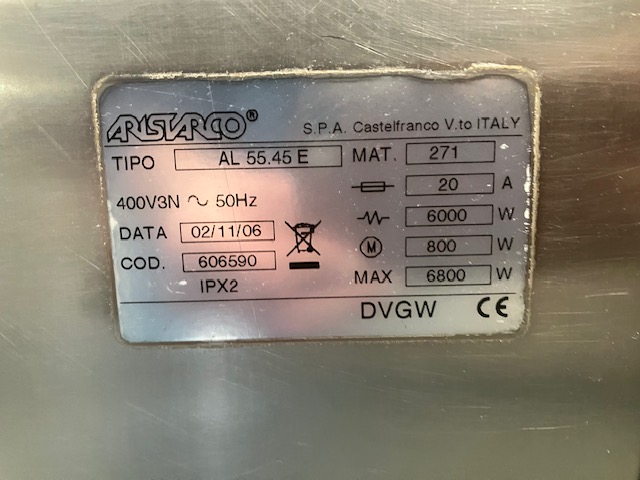 ARISTARCO® S.P.A. Castelfranco V.to ITALY
TIPO AL 55.45 E MAT. 271
20 A
400V3N ~ 50Hz 6000 W
DATA 02/11/06 M 800 W
COD. 606590 MAX 6800 W
IPX2
DVGW CE